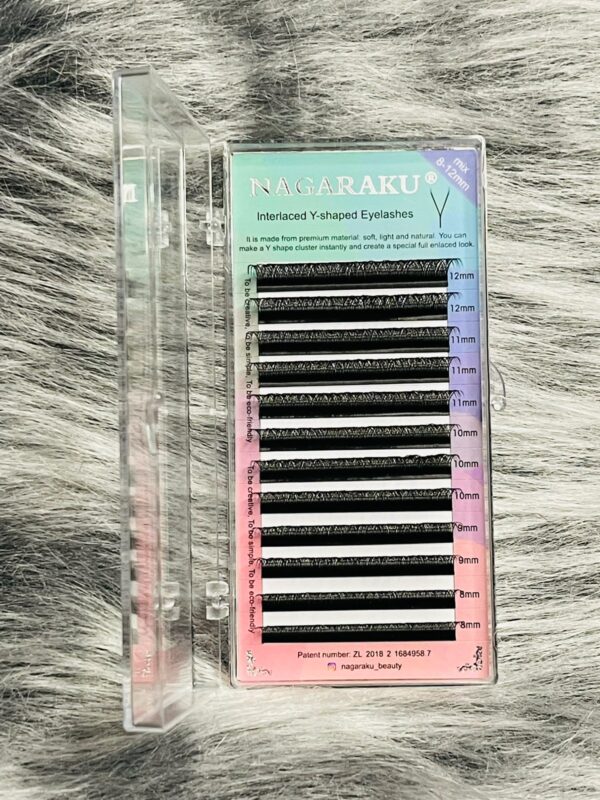 NAGARAKU®
mix
8-12mm
Interlaced Y-shaped Eyelashes
It is made from premium material: soft, light and natural. You can
make a Y shape cluster instantly and create a special full enlaced look.
12mm
12mm
11mm
11mm
11mm
10mm
10mm
10mm
9mm
9mm
8mm
8mm
To be creative, To be simple, To be eco-friendly
To be creative, To be simple, To be eco-friendly
Patent number: ZL 2018 2 1684958 7
nagaraku_beauty